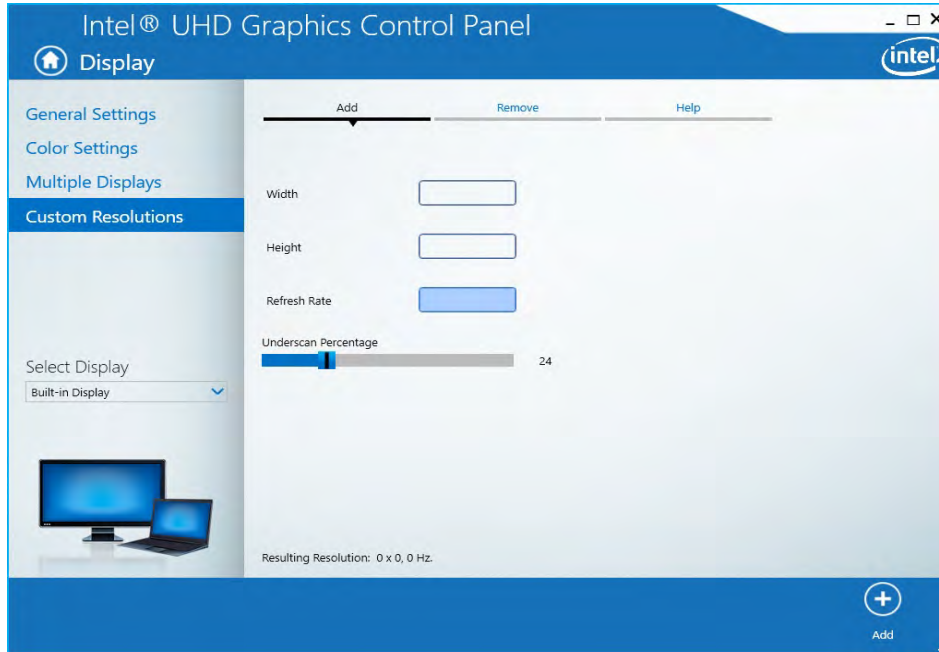 Intel® UHD Graphics Control Panel
Display
intel
General Settings
Color Settings
Multiple Displays
Custom Resolutions
Select Display
Built-in Display
Add
Remove
Help
Width
Height
Refresh Rate
Underscan Percentage
24
Resulting Resolution: 0 x 0, 0 Hz.
Add